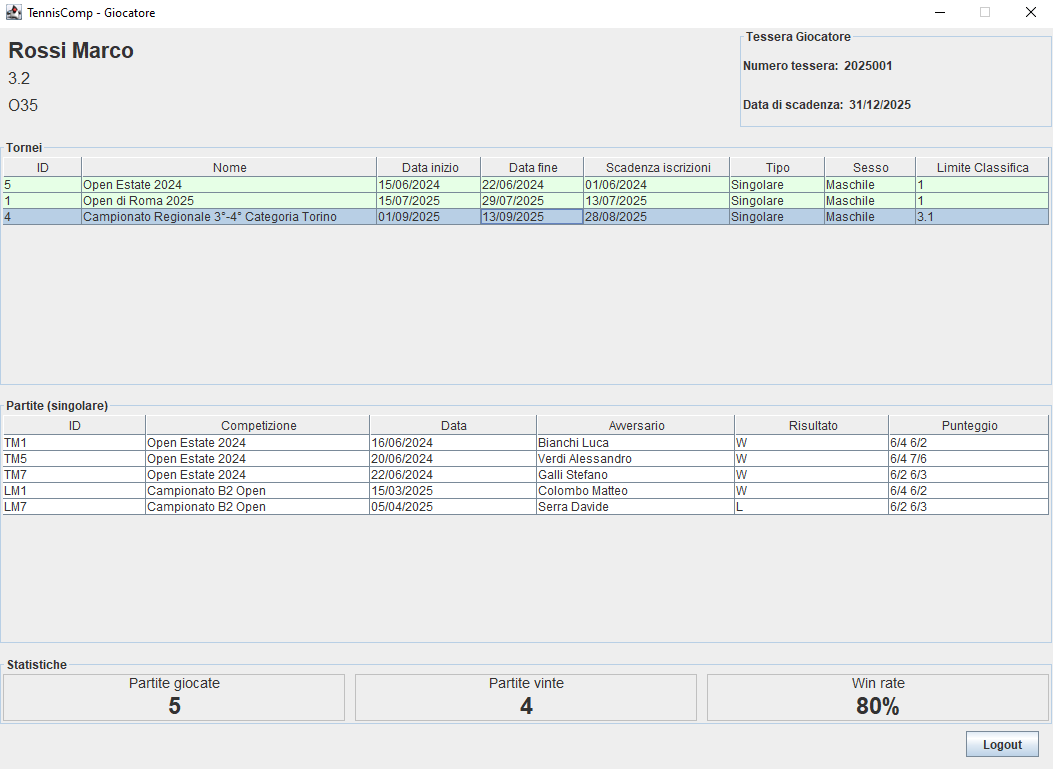 TennisComp - Giocatore
Rossi Marco
3.2
O35
Tessera Giocatore
Numero tessera: 2025001
Data di scadenza: 31/12/2025
Tornei
ID Nome Data inizio Data fine Scadenza iscrizioni Tipo Sesso Limite Classifica
5 Open Estate 2024 15/06/2024 22/06/2024 01/06/2024 Singolare Maschile 1
1 Open di Roma 2025 15/07/2025 29/07/2025 13/07/2025 Singolare Maschile 1
4 Campionato Regionale 3°-4° Categoria Torino 01/09/2025 13/09/2025 28/08/2025 Singolare Maschile 3.1
Partite (singolare)
ID Competizione Data Avversario Risultato Punteggio
TM1 Open Estate 2024 16/06/2024 Bianchi Luca W 6/4 6/2
TM5 Open Estate 2024 20/06/2024 Verdi Alessandro W 6/4 7/6
TM7 Open Estate 2024 22/06/2024 Galli Stefano W 6/2 6/3
LM1 Campionato B2 Open 15/03/2025 Colombo Matteo W 6/4 6/2
LM7 Campionato B2 Open 05/04/2025 Serra Davide L 6/2 6/3
Statistiche
Partite giocate Partite vinte Win rate
5 4 80%
Logout